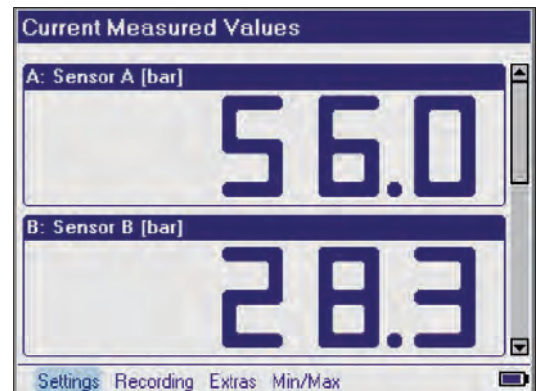 Current Measured Values
A: Sensor A [bar]
56.0
B: Sensor B [bar]
28.3
Settings Recording Extras Min/Max